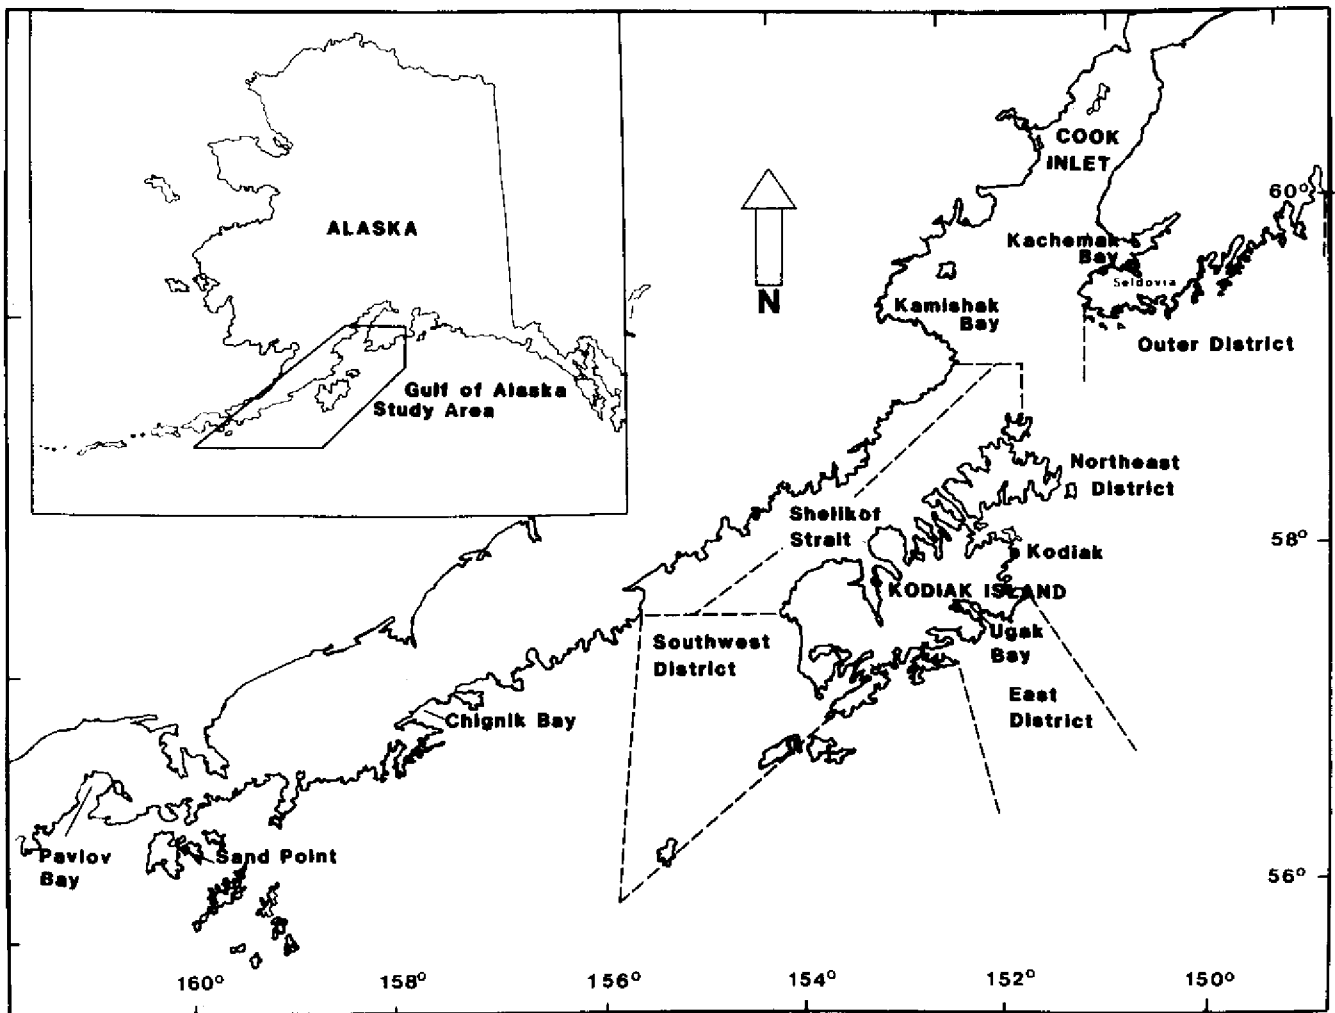 ALASKA
Gulf of Alaska
Study Area
N
COOK
INLET
60°
Kachemak
Bay
Seldovia
Kamishak
Bay
Outer District
Northeast
District
Shelikof
Strait
58°
Kodiak
KODIAK ISLAND
Ugak
Bay
Southwest
District
East
District
Chignik Bay
Pavlov
Bay
Sand Point
56°
160°
158°
156°
154°
152°
150°